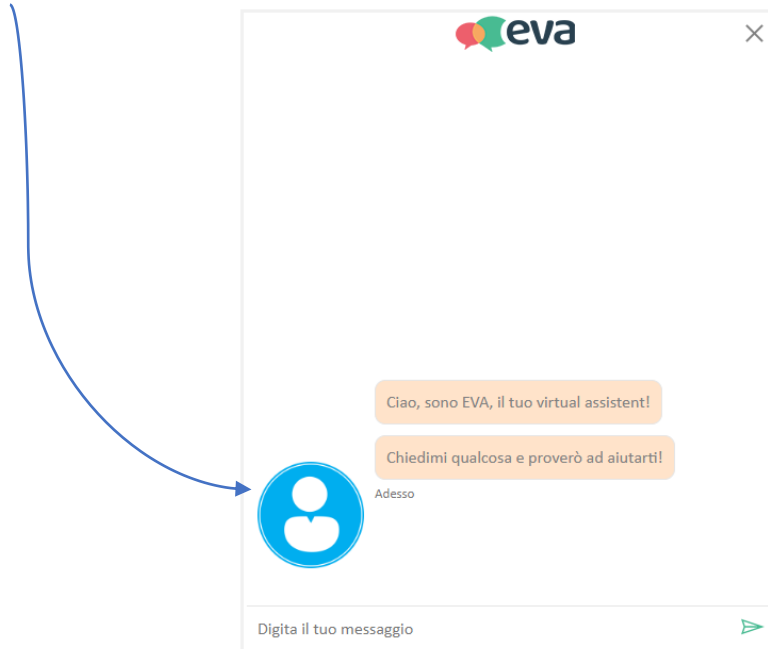 eva
Ciao, sono EVA, il tuo virtual assistent!
Chiedimi qualcosa e proverò ad aiutarti!
Adesso
Digita il tuo messaggio